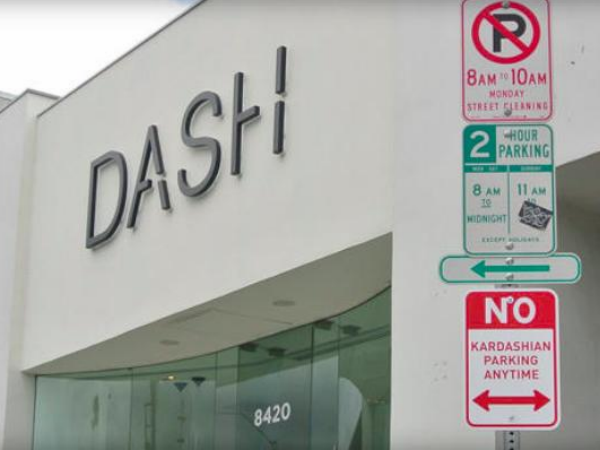 DASH
8420
P
8AM TO 10AM
MONDAY
STREET CLEANING
2 HOUR
PARKING
8 AM
TO
MIDNIGHT
11 AM
EXCEPT HOLIDAYS
NO
KARDASHIAN
PARKING
ANYTIME